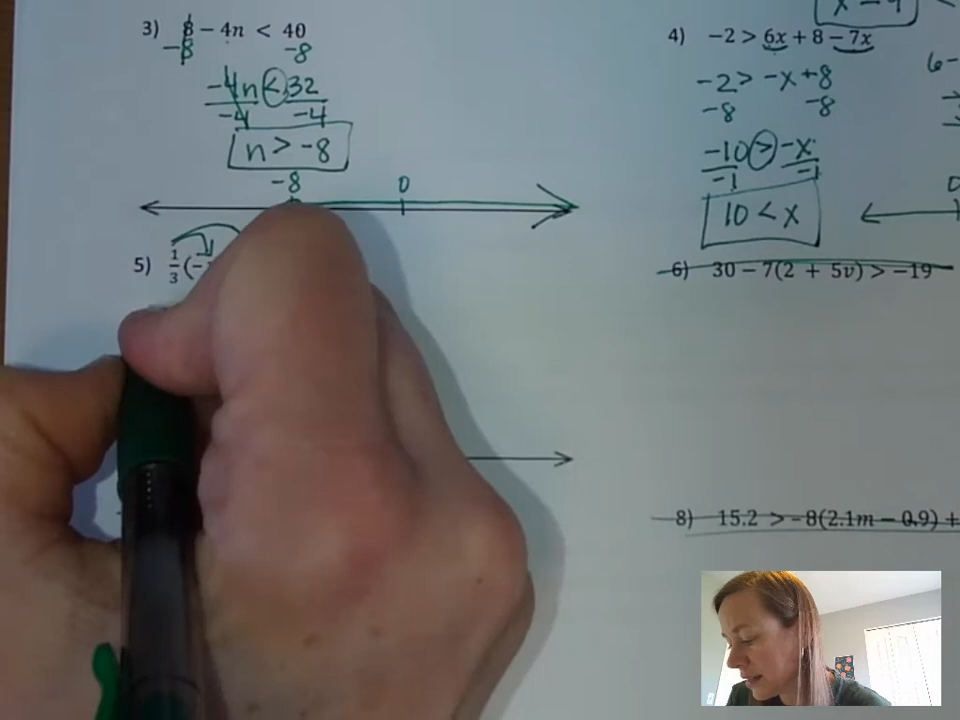 3) 8 − 4n < 40
−8 −8
−4n < 32
−4 −4
n > −8
−8 0
5) 1/3(−
4) −2 > 6x + 8 − 7x
−2 > −x + 8
−8 −8
−10 > −x
−1 −1
10 < x
6−
0
6) 30 − 7(2 + 5v) > −19
8) 15.2 > −8(2.1m − 0.9) +